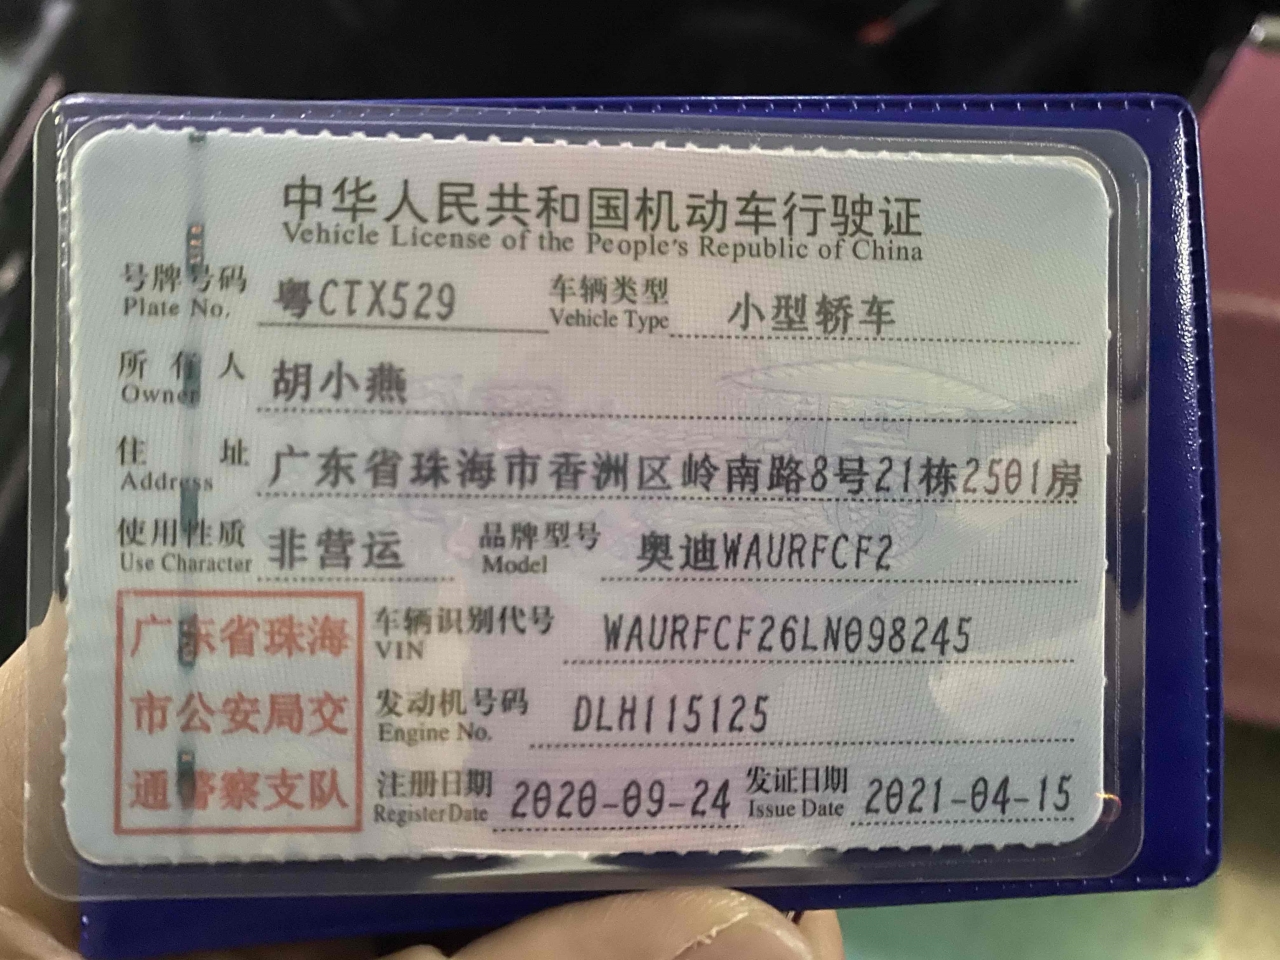 中华人民共和国机动车行驶证
Vehicle License of the People's Republic of China
号牌号码 粤CTX529 车辆类型 小型轿车
Plate No. Vehicle Type
所有人 胡小燕
Owner
住址 广东省珠海市香洲区岭南路8号21栋2501房
Address
使用性质 非营运 品牌型号 奥迪WAURFCF2
Use Character Model
车辆识别代号 WAURFCF26LN098245
VIN
发动机号码 DLH115125
Engine No.
注册日期 2020-09-24 发证日期 2021-04-15
Register Date Issue Date
广东省珠海
市公安局交
通警察支队